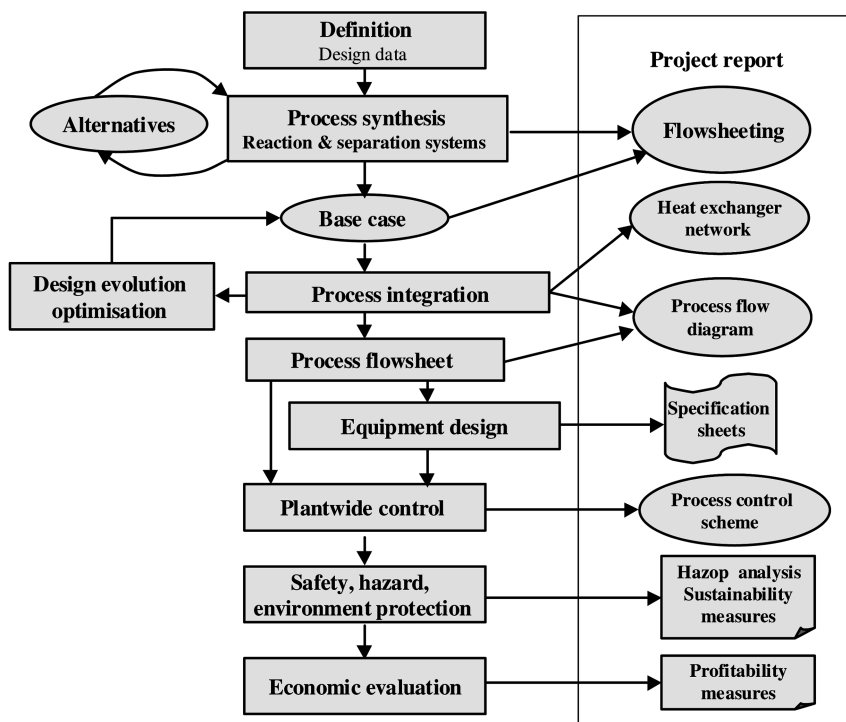 Definition
Design data
Project report
Alternatives
Process synthesis
Reaction & separation systems
Flowsheeting
Base case
Heat exchanger
network
Design evolution
optimisation
Process integration
Process flow
diagram
Process flowsheet
Equipment design
Specification
sheets
Plantwide control
Process control
scheme
Safety, hazard,
environment protection
Hazop analysis
Sustainability
measures
Economic evaluation
Profitability
measures